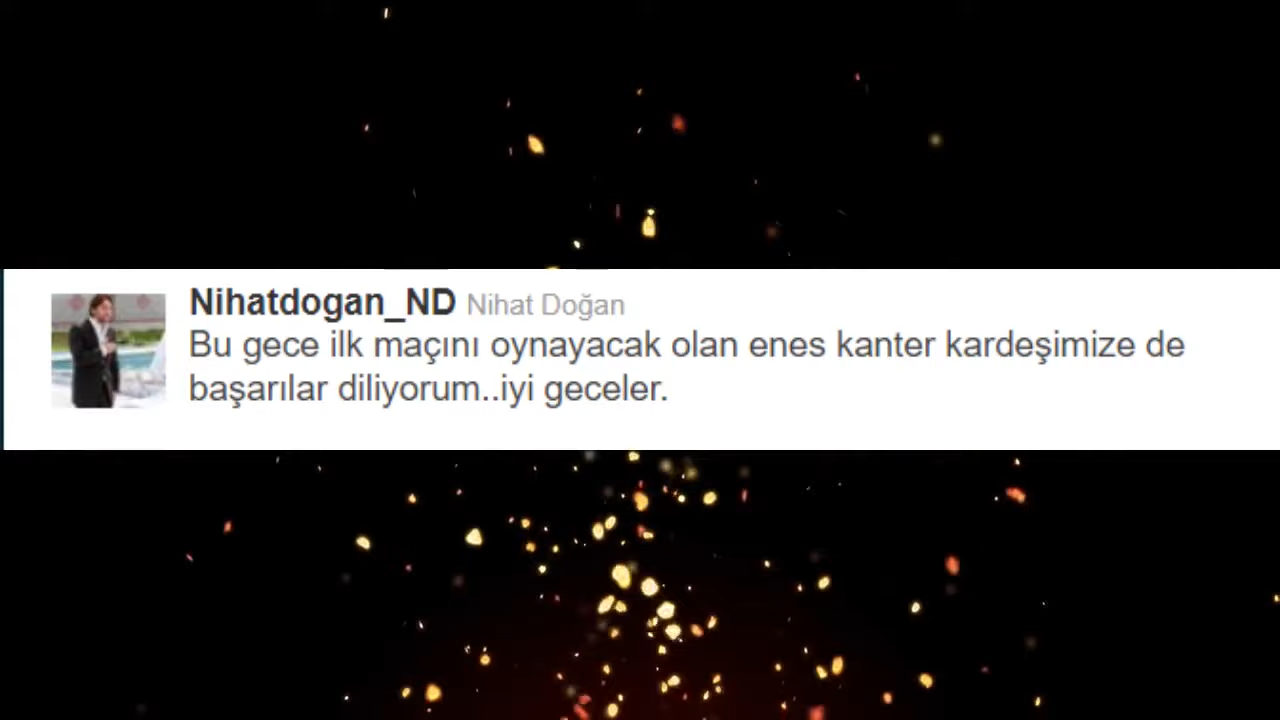 Nihatdogan_ND Nihat Doğan
Bu gece ilk maçını oynayacak olan enes kanter kardeşimize de
başarılar diliyorum..iyi geceler.